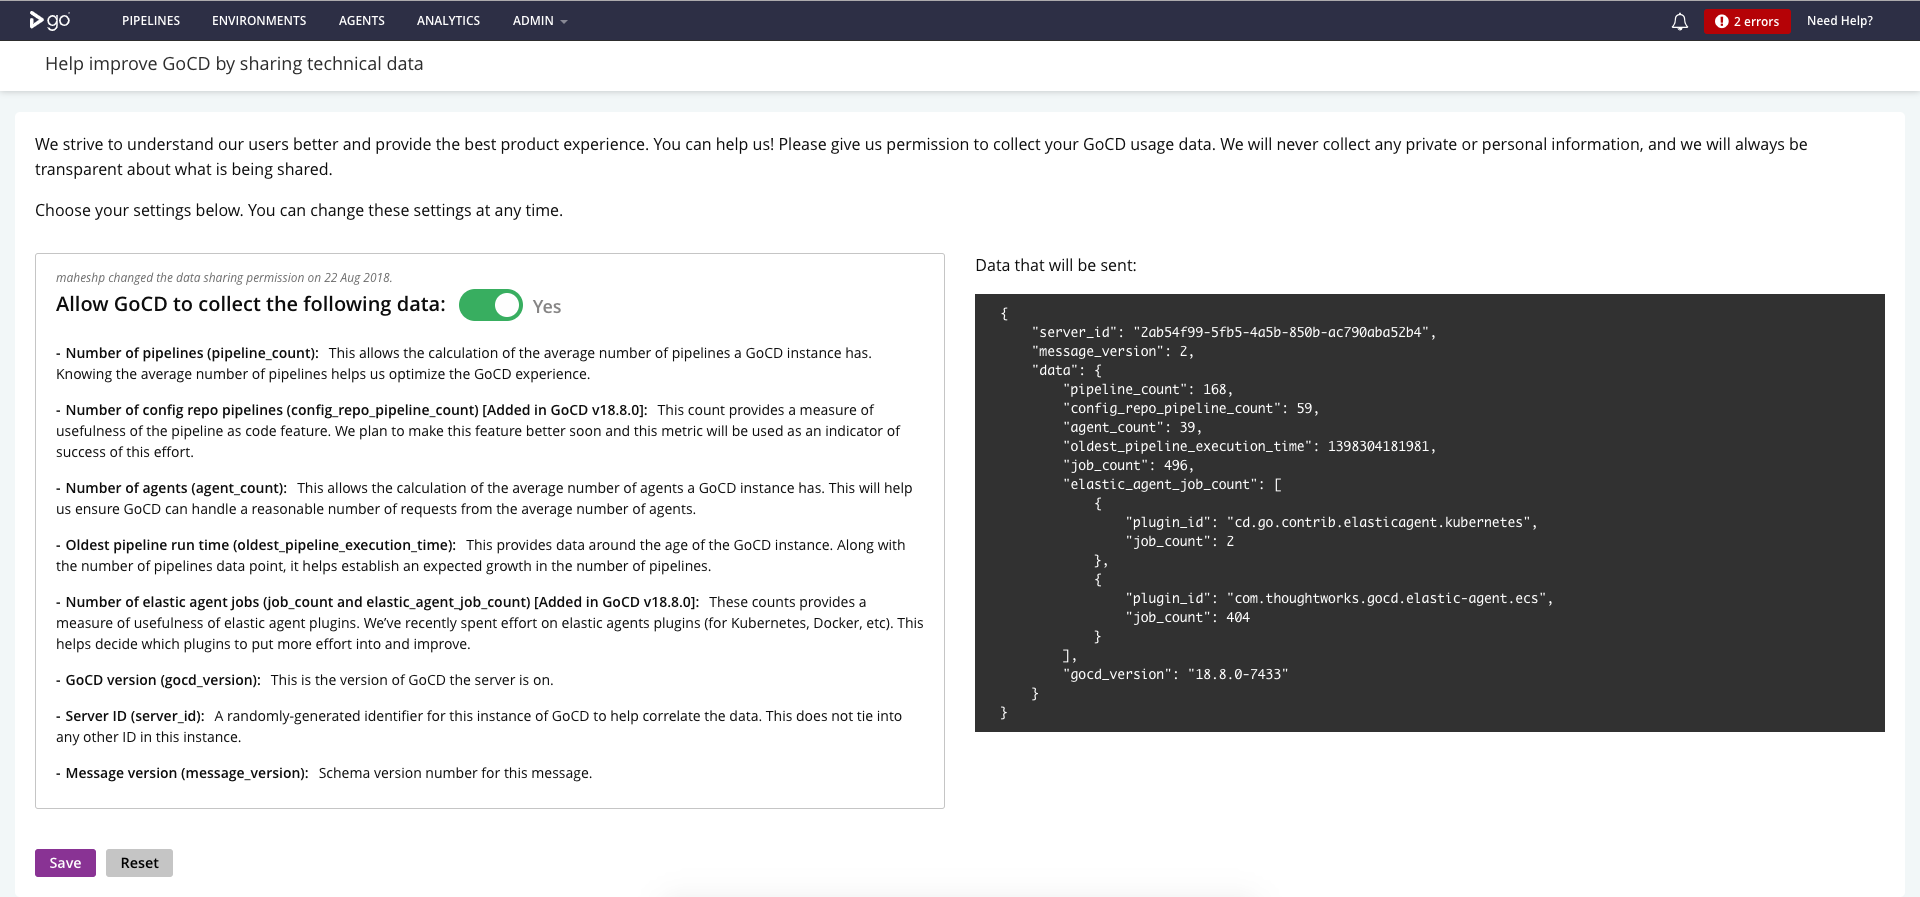 go PIPELINES ENVIRONMENTS AGENTS ANALYTICS ADMIN 2 errors Need Help?
Help improve GoCD by sharing technical data
We strive to understand our users better and provide the best product experience. You can help us! Please give us permission to collect your GoCD usage data. We will never collect any private or personal information, and we will always be
transparent about what is being shared.
Choose your settings below. You can change these settings at any time.
maheshp changed the data sharing permission on 22 Aug 2018.
Allow GoCD to collect the following data: Yes
- Number of pipelines (pipeline_count): This allows the calculation of the average number of pipelines a GoCD instance has.
Knowing the average number of pipelines helps us optimize the GoCD experience.
- Number of config repo pipelines (config_repo_pipeline_count) [Added in GoCD v18.8.0]: This count provides a measure of
usefulness of the pipeline as code feature. We plan to make this feature better soon and this metric will be used as an indicator of
success of this effort.
- Number of agents (agent_count): This allows the calculation of the average number of agents a GoCD instance has. This will help
us ensure GoCD can handle a reasonable number of requests from the average number of agents.
- Oldest pipeline run time (oldest_pipeline_execution_time): This provides data around the age of the GoCD instance. Along with
the number of pipelines data point, it helps establish an expected growth in the number of pipelines.
- Number of elastic agent jobs (job_count and elastic_agent_job_count) [Added in GoCD v18.8.0]: These counts provides a
measure of usefulness of elastic agent plugins. We've recently spent effort on elastic agents plugins (for Kubernetes, Docker, etc). This
helps decide which plugins to put more effort into and improve.
- GoCD version (gocd_version): This is the version of GoCD the server is on.
- Server ID (server_id): A randomly-generated identifier for this instance of GoCD to help correlate the data. This does not tie into
any other ID in this instance.
- Message version (message_version): Schema version number for this message.
Save Reset
Data that will be sent:
{
"server_id": "2ab54f99-5fb5-4a5b-850b-ac790aba52b4",
"message_version": 2,
"data": {
"pipeline_count": 168,
"config_repo_pipeline_count": 59,
"agent_count": 39,
"oldest_pipeline_execution_time": 1398304181981,
"job_count": 496,
"elastic_agent_job_count": [
{
"plugin_id": "cd.go.contrib.elasticagent.kubernetes",
"job_count": 2
},
{
"plugin_id": "com.thoughtworks.gocd.elastic-agent.ecs",
"job_count": 404
}
],
"gocd_version": "18.8.0-7433"
}
}